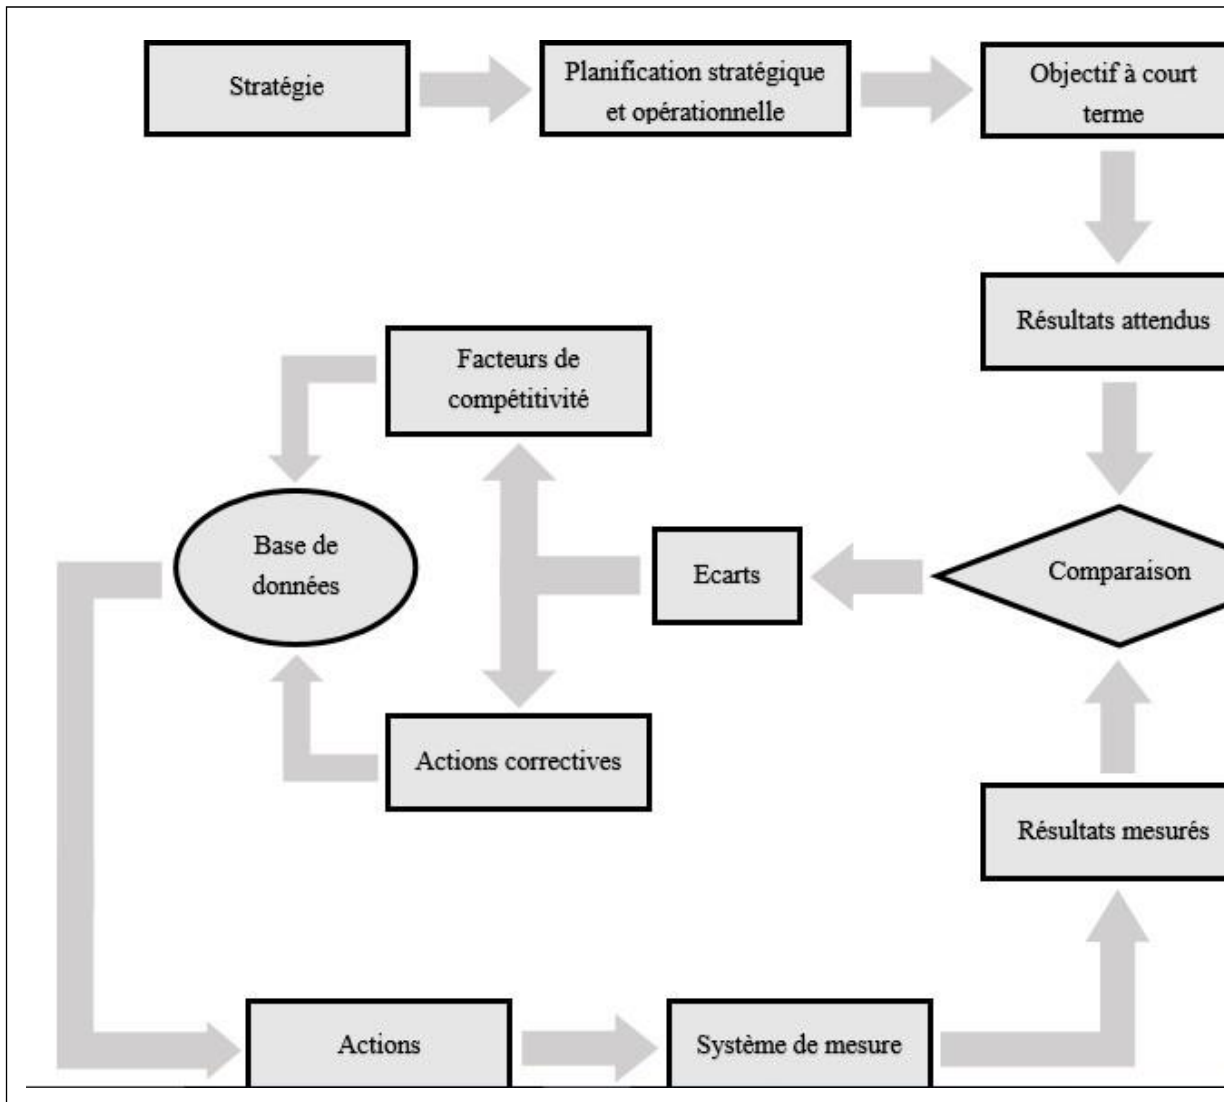 Stratégie
Planification stratégique
et opérationnelle
Objectif à court
terme
Résultats attendus
Facteurs de
compétitivité
Base de
données
Ecarts
Comparaison
Actions correctives
Résultats mesurés
Actions
Système de mesure